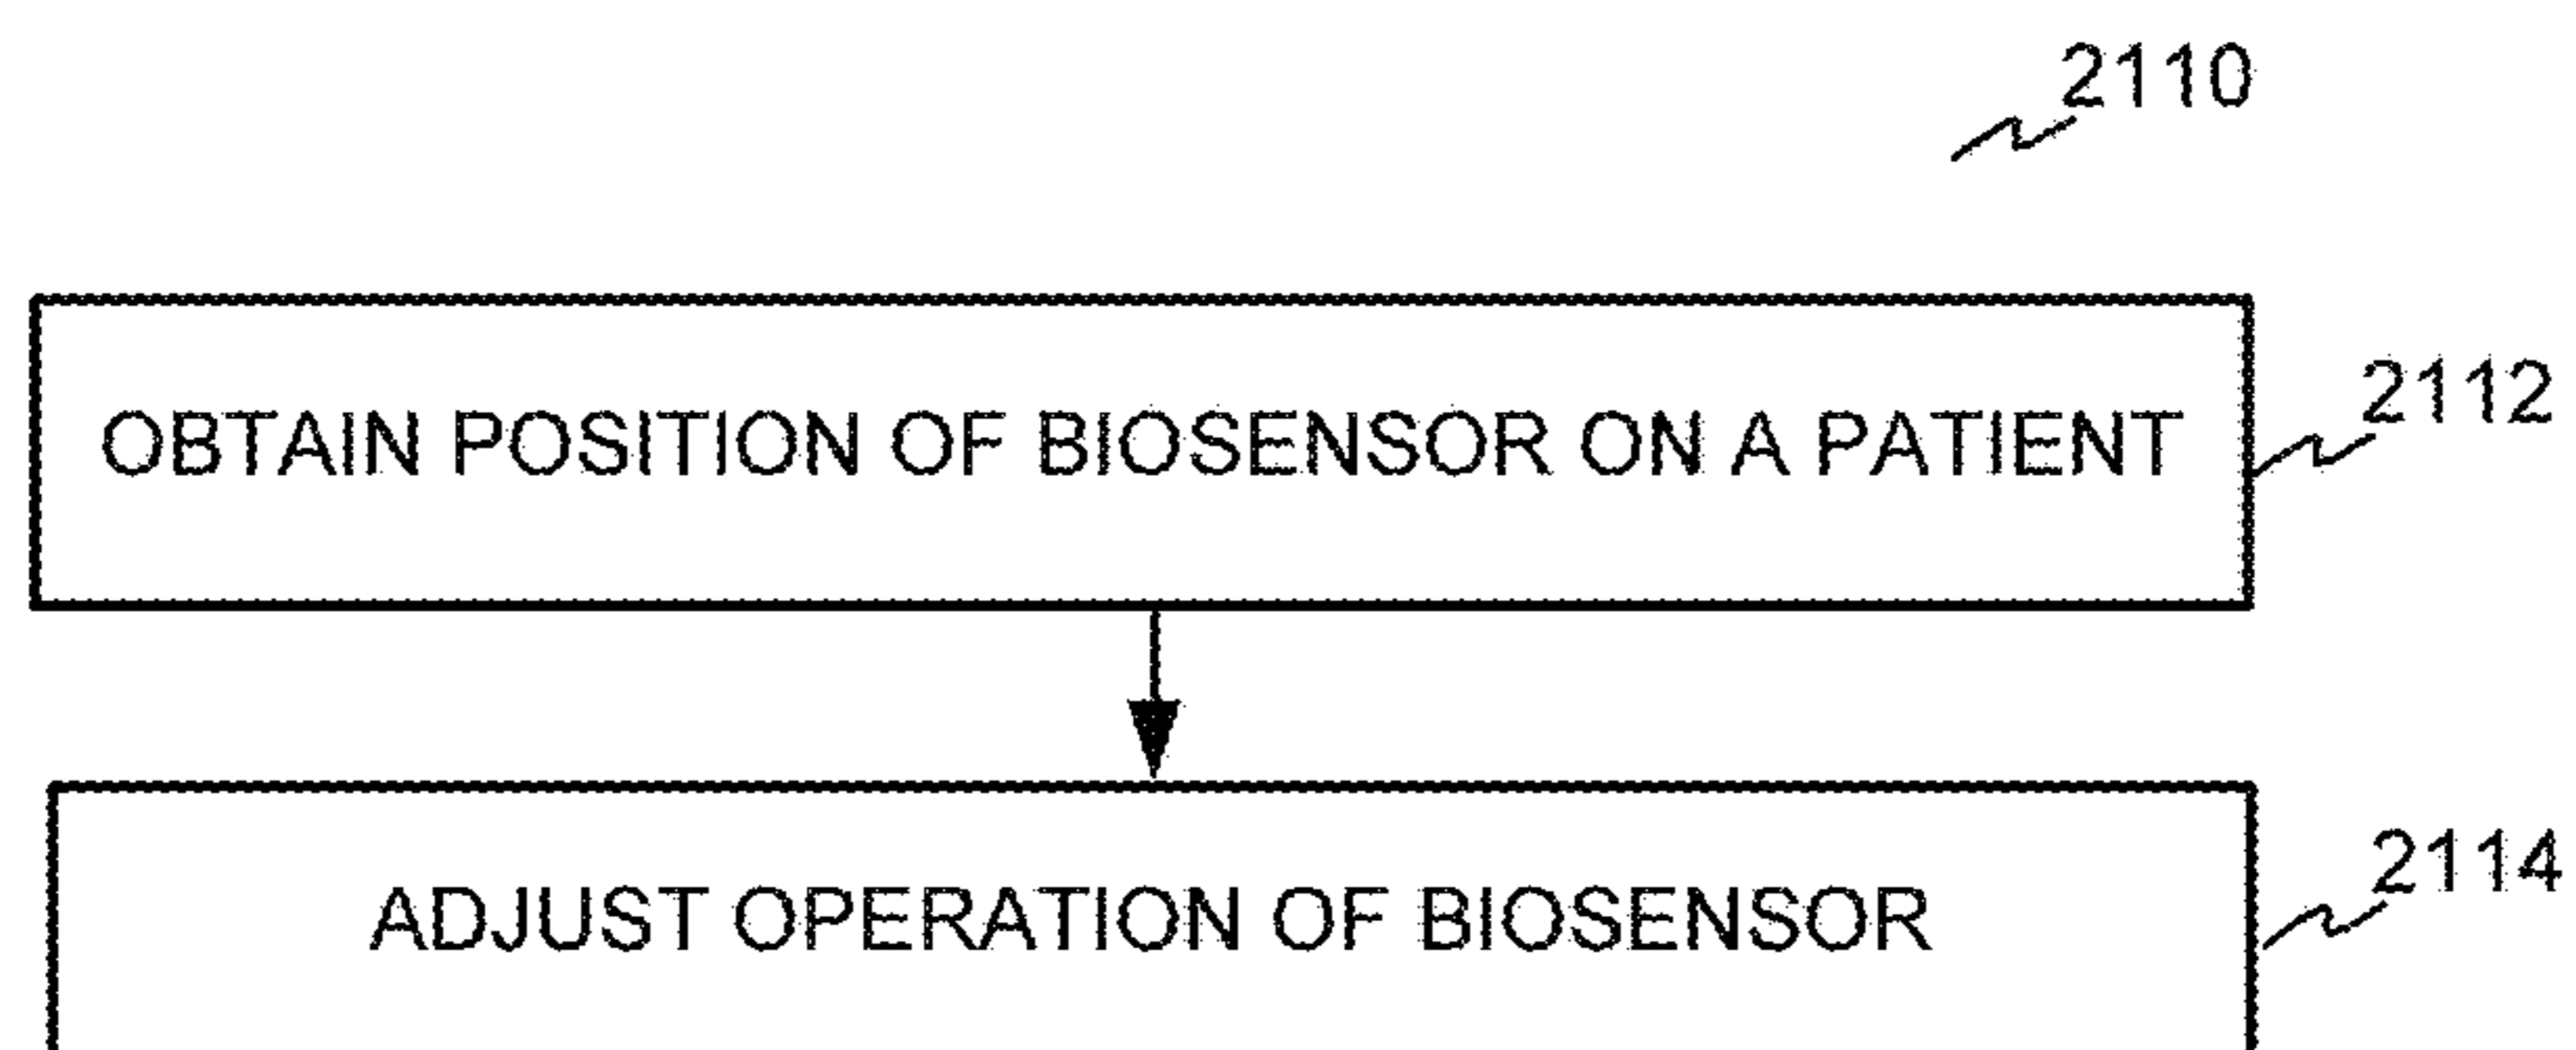 2110
OBTAIN POSITION OF BIOSENSOR ON A PATIENT
2112
ADJUST OPERATION OF BIOSENSOR
2114